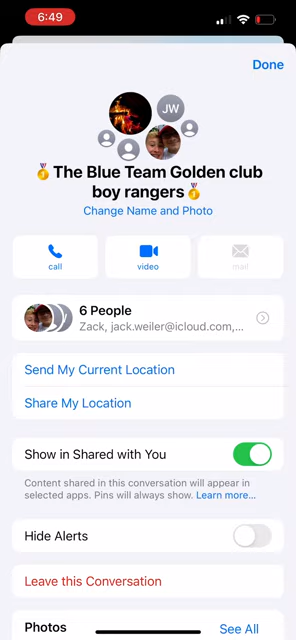 6:49
Done
JW
🥇The Blue Team Golden club
boy rangers🥇
Change Name and Photo
call
video
mail
6 People
Zack, jack.weiler@icloud.com,...
Send My Current Location
Share My Location
Show in Shared with You
Content shared in this conversation will appear in
selected apps. Pins will always show. Learn more...
Hide Alerts
Leave this Conversation
Photos
See All